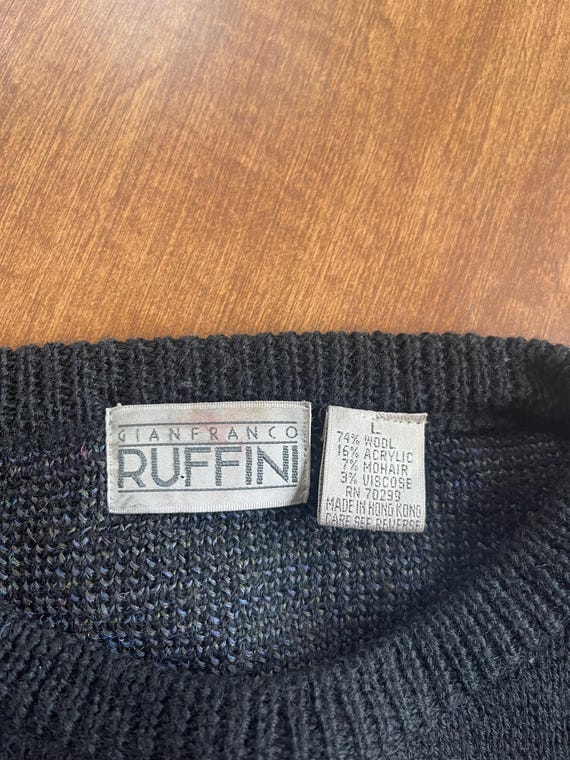 GIANFRANCO
RUFFINI
L
74% WOOL
16% ACRYLIC
7% MOHAIR
3% VISCOSE
RN 70299
MADE IN HONG KONG
CARE SEE REVERSE